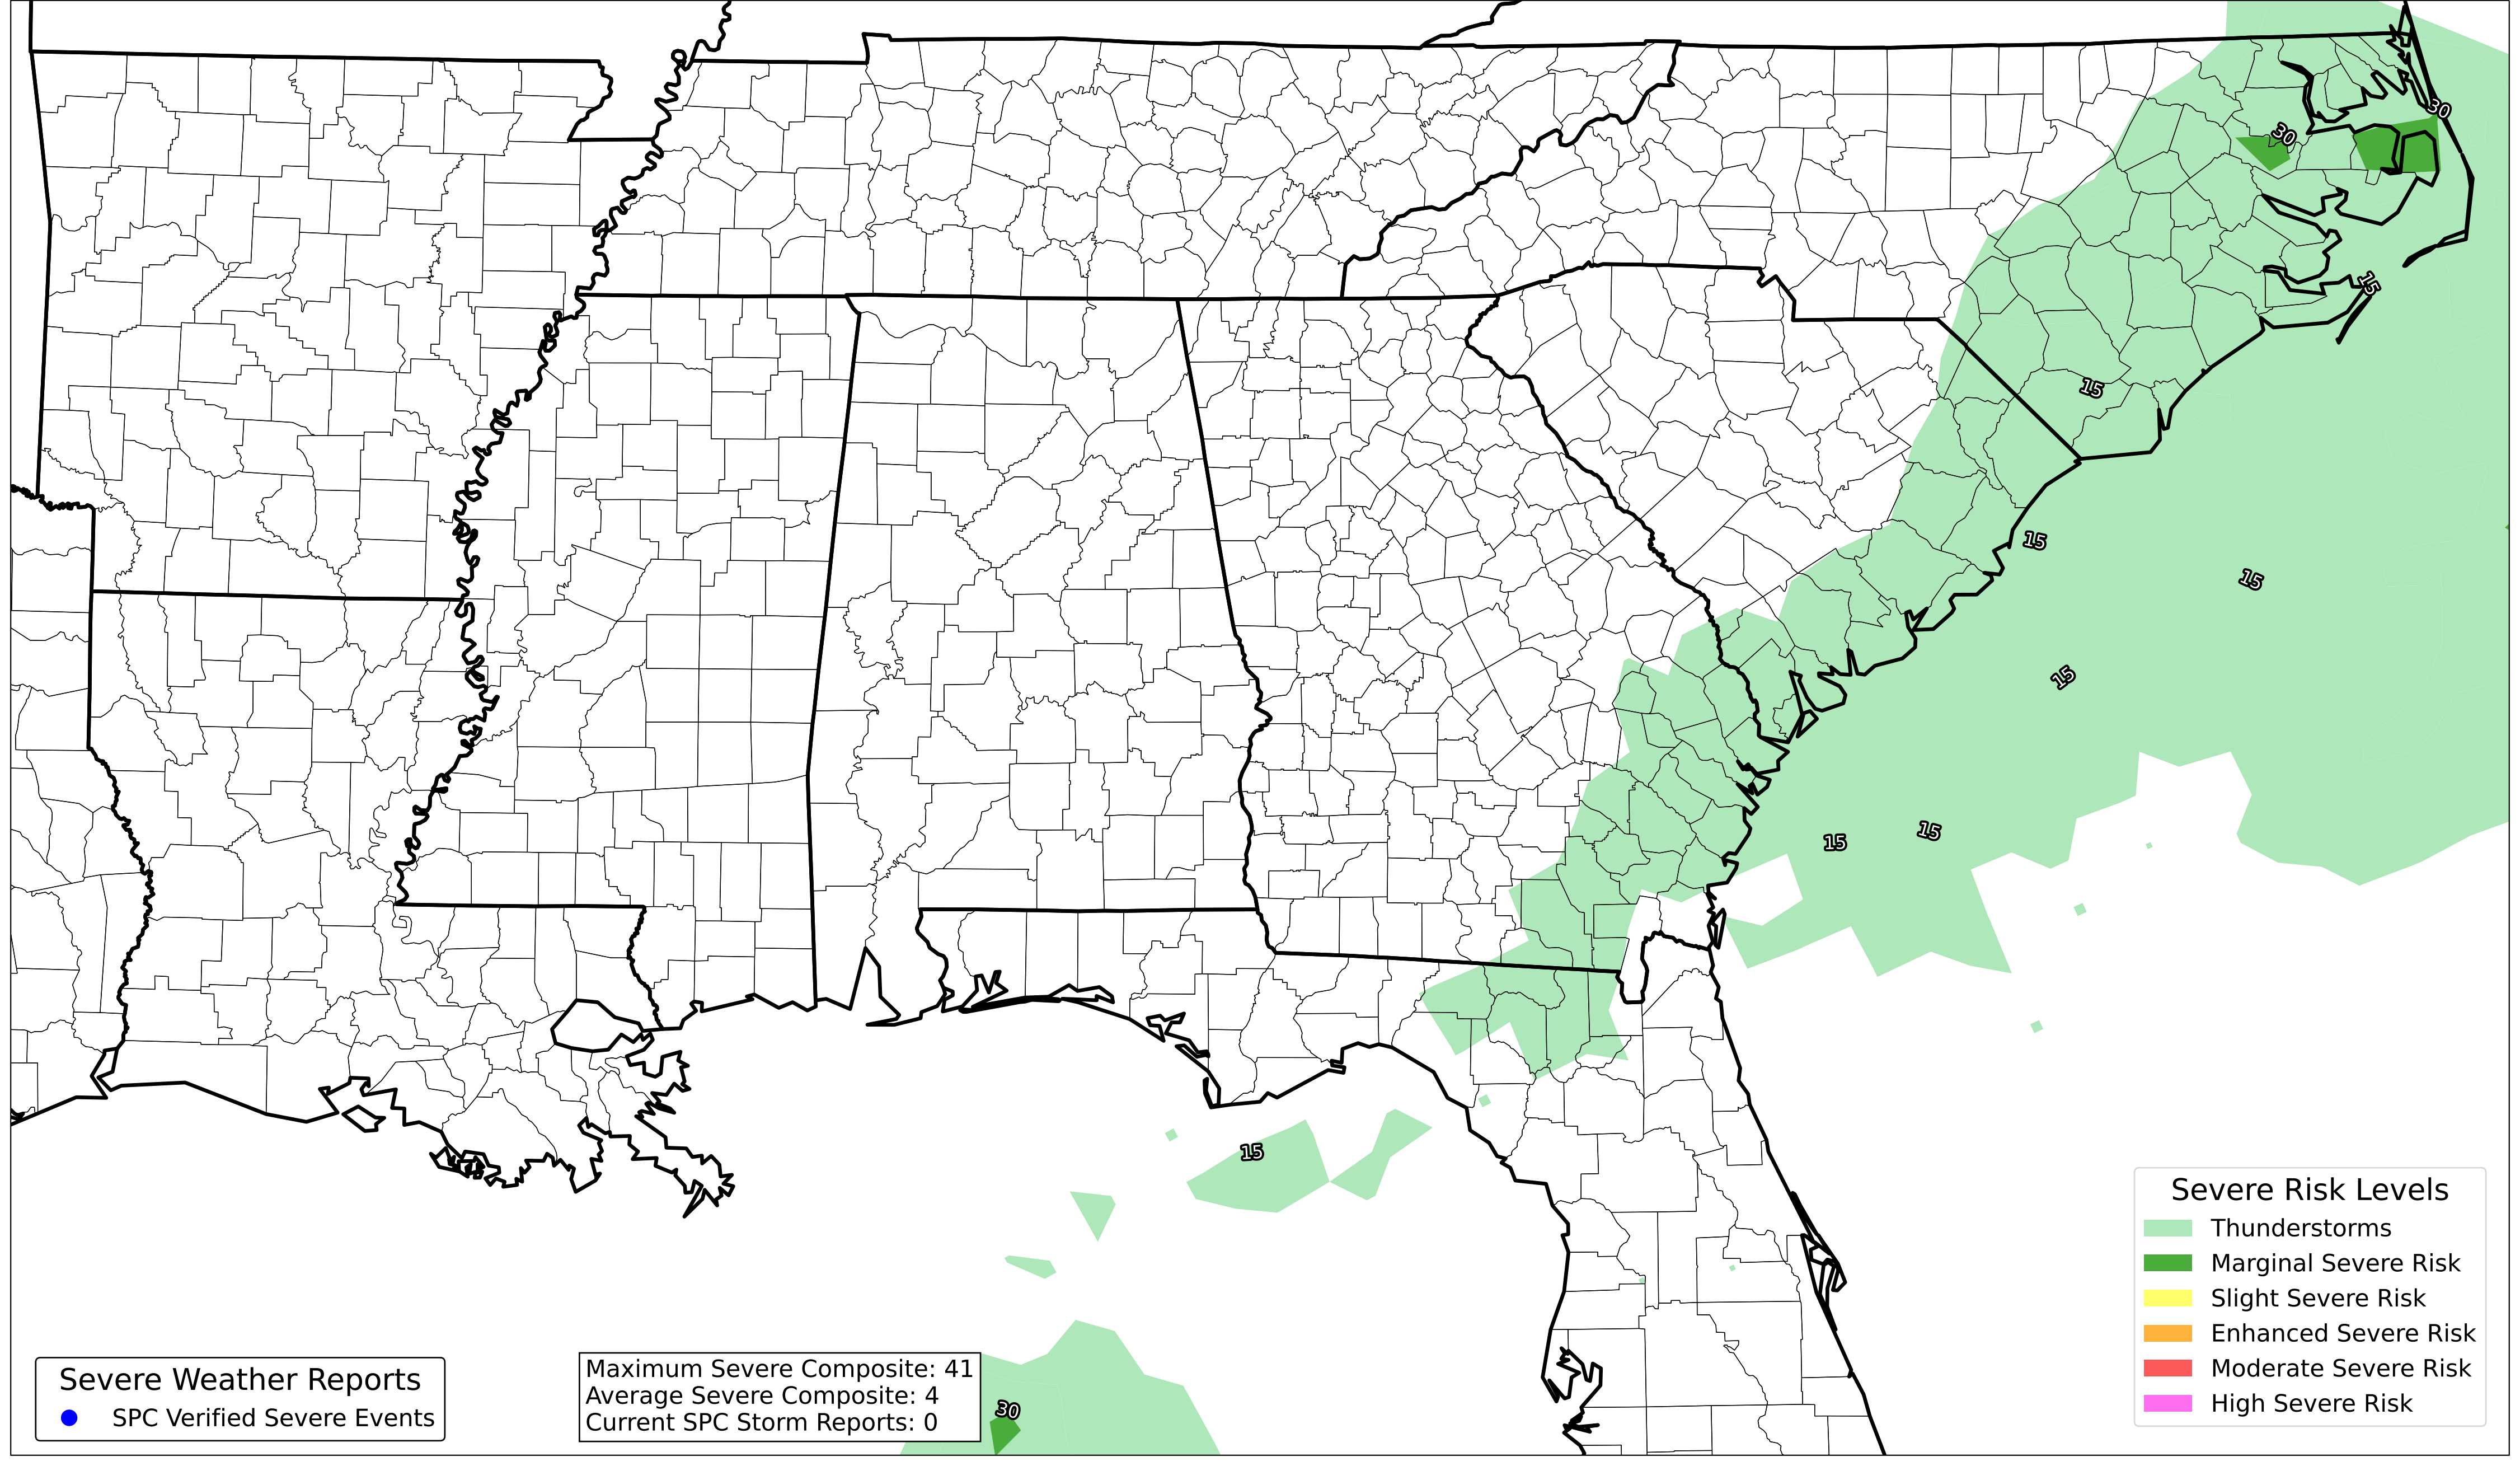 30
30
15
15
15
15
15
15
15
15
30
Severe Weather Reports
SPC Verified Severe Events
Maximum Severe Composite: 41
Average Severe Composite: 4
Current SPC Storm Reports: 0
Severe Risk Levels
Thunderstorms
Marginal Severe Risk
Slight Severe Risk
Enhanced Severe Risk
Moderate Severe Risk
High Severe Risk